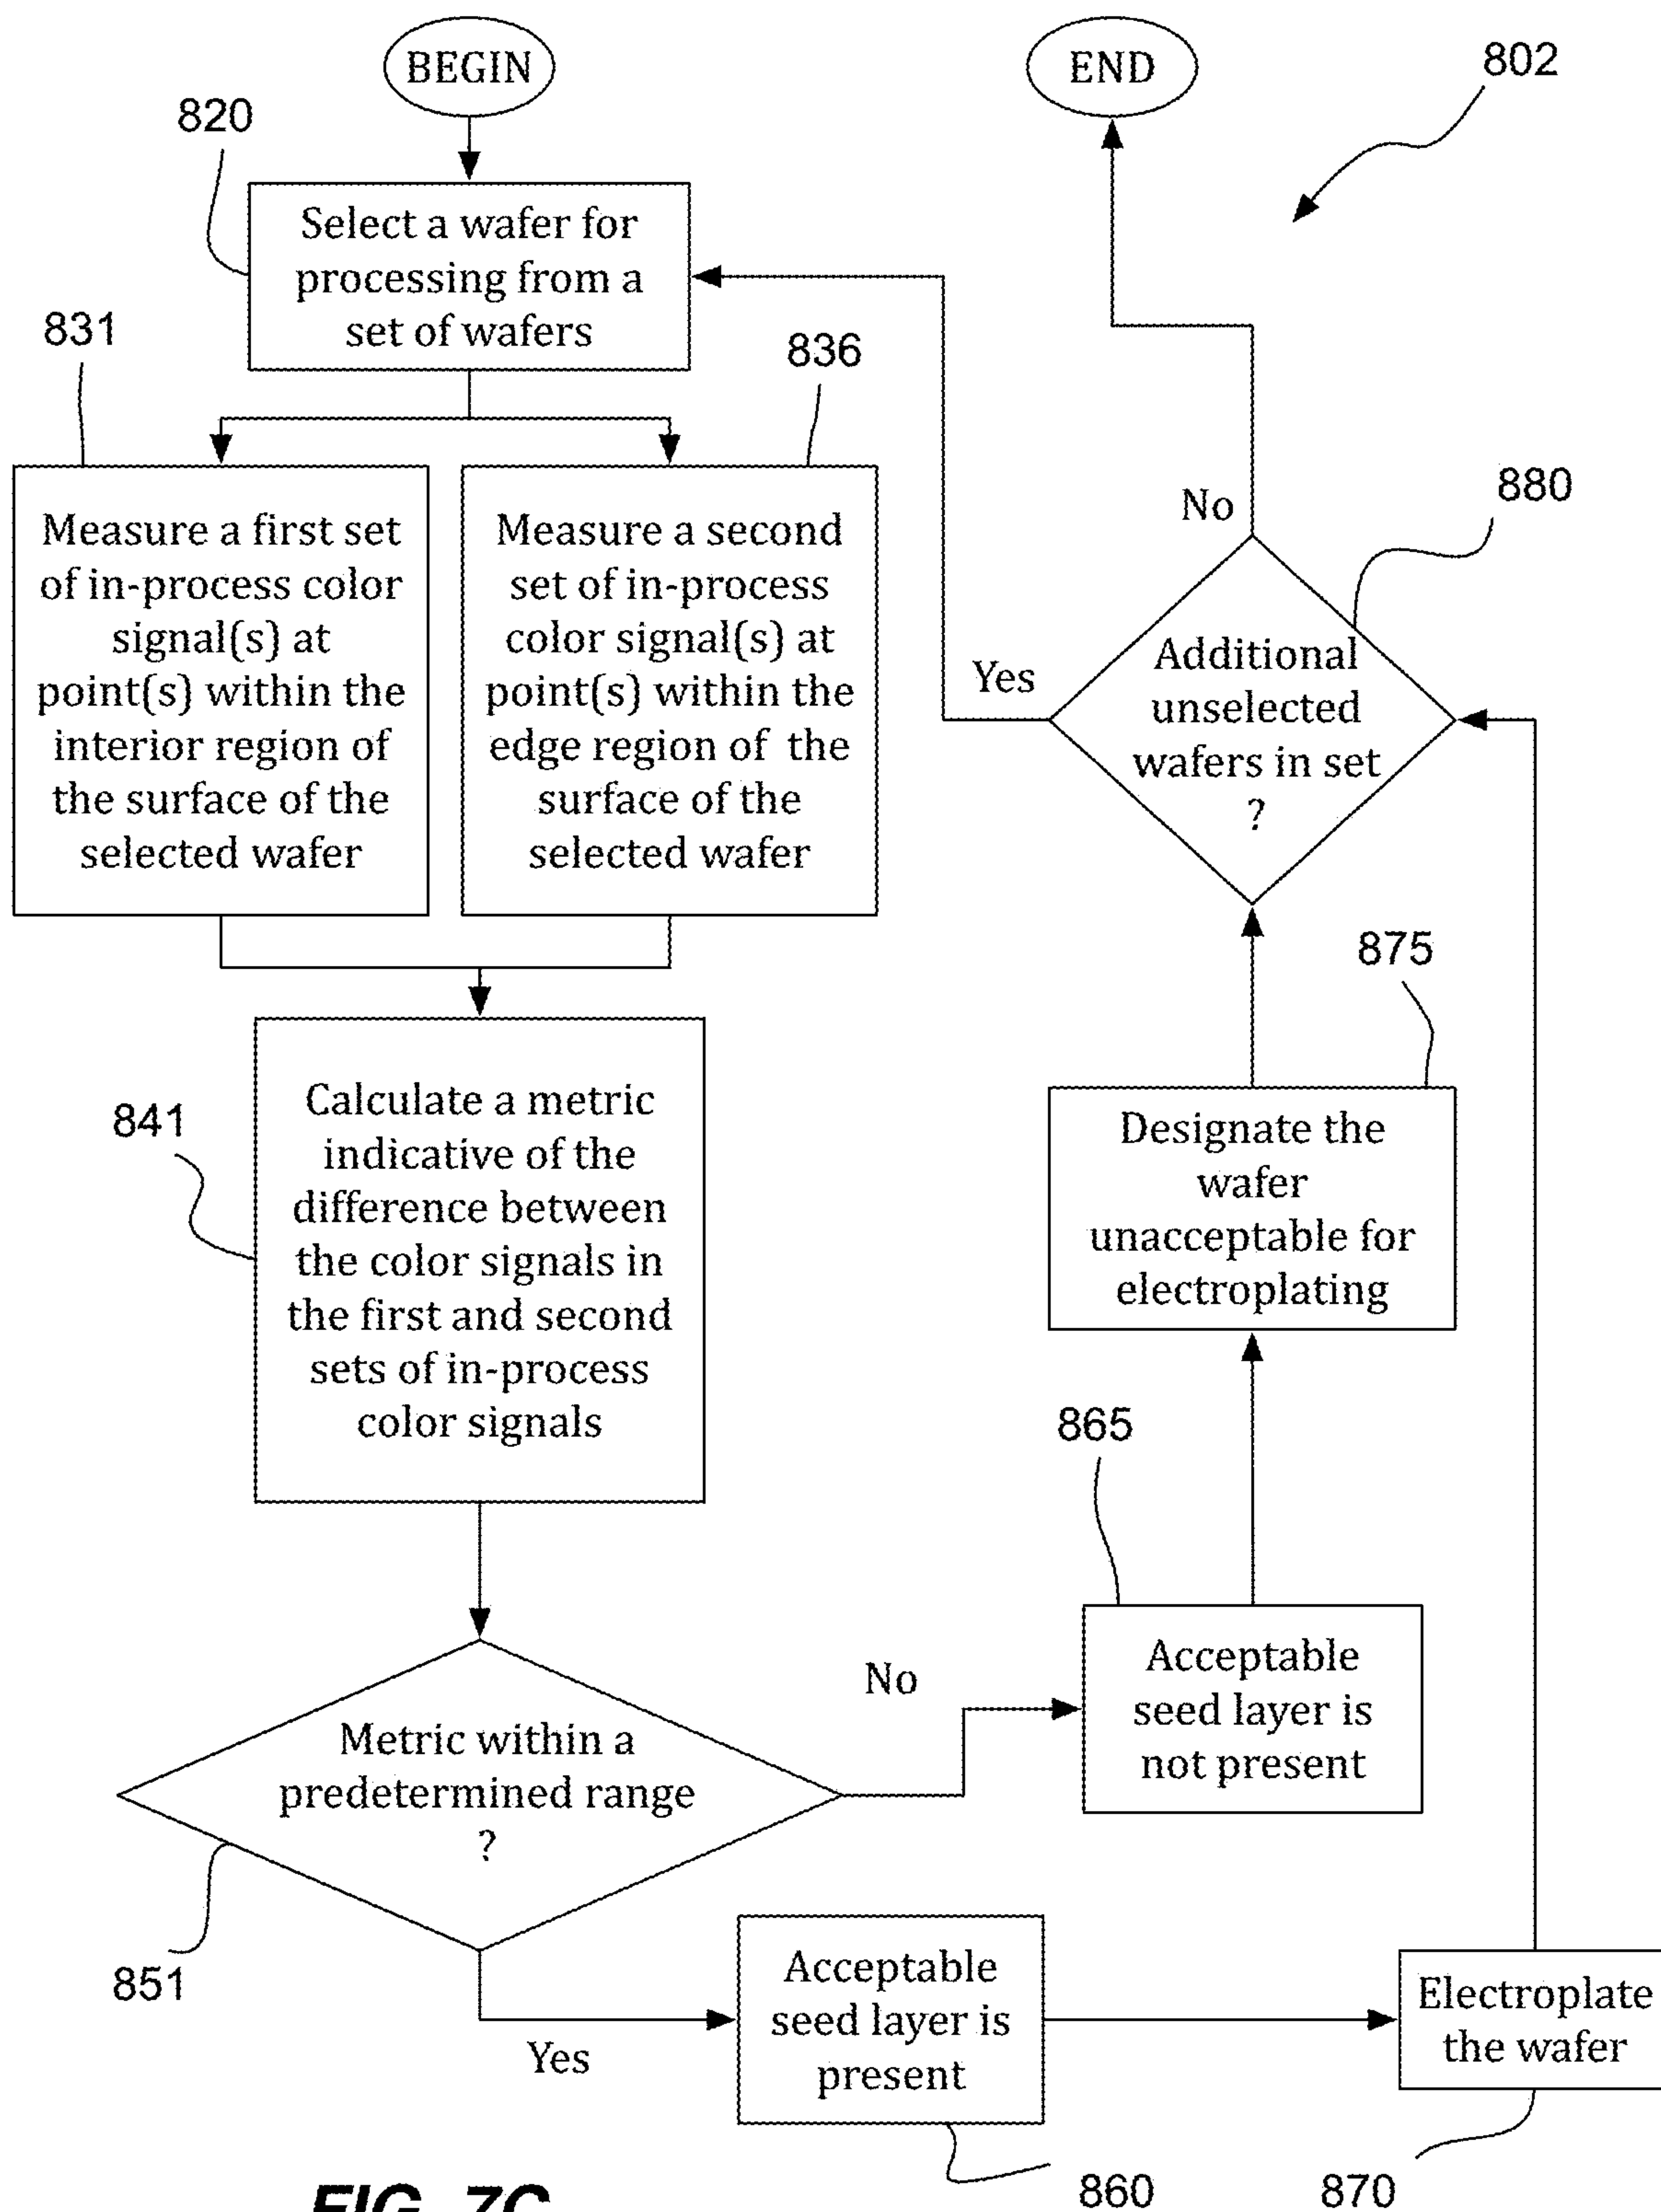 BEGIN
END
802
820
Select a wafer for
processing from a
set of wafers
831
836
Measure a first set
of in-process color
signal(s) at
point(s) within the
interior region of
the surface of the
selected wafer
Measure a second
set of in-process
color signal(s) at
point(s) within the
edge region of the
surface of the
selected wafer
No
880
Yes
Additional
unselected
wafers in set
?
875
841
Calculate a metric
indicative of the
difference between
the color signals in
the first and second
sets of in-process
color signals
Designate the
wafer
unacceptable for
electroplating
865
No
Acceptable
seed layer is
not present
Metric within a
predetermined range
?
851
Yes
Acceptable
seed layer is
present
Electroplate
the wafer
860
870
FIG. 7C